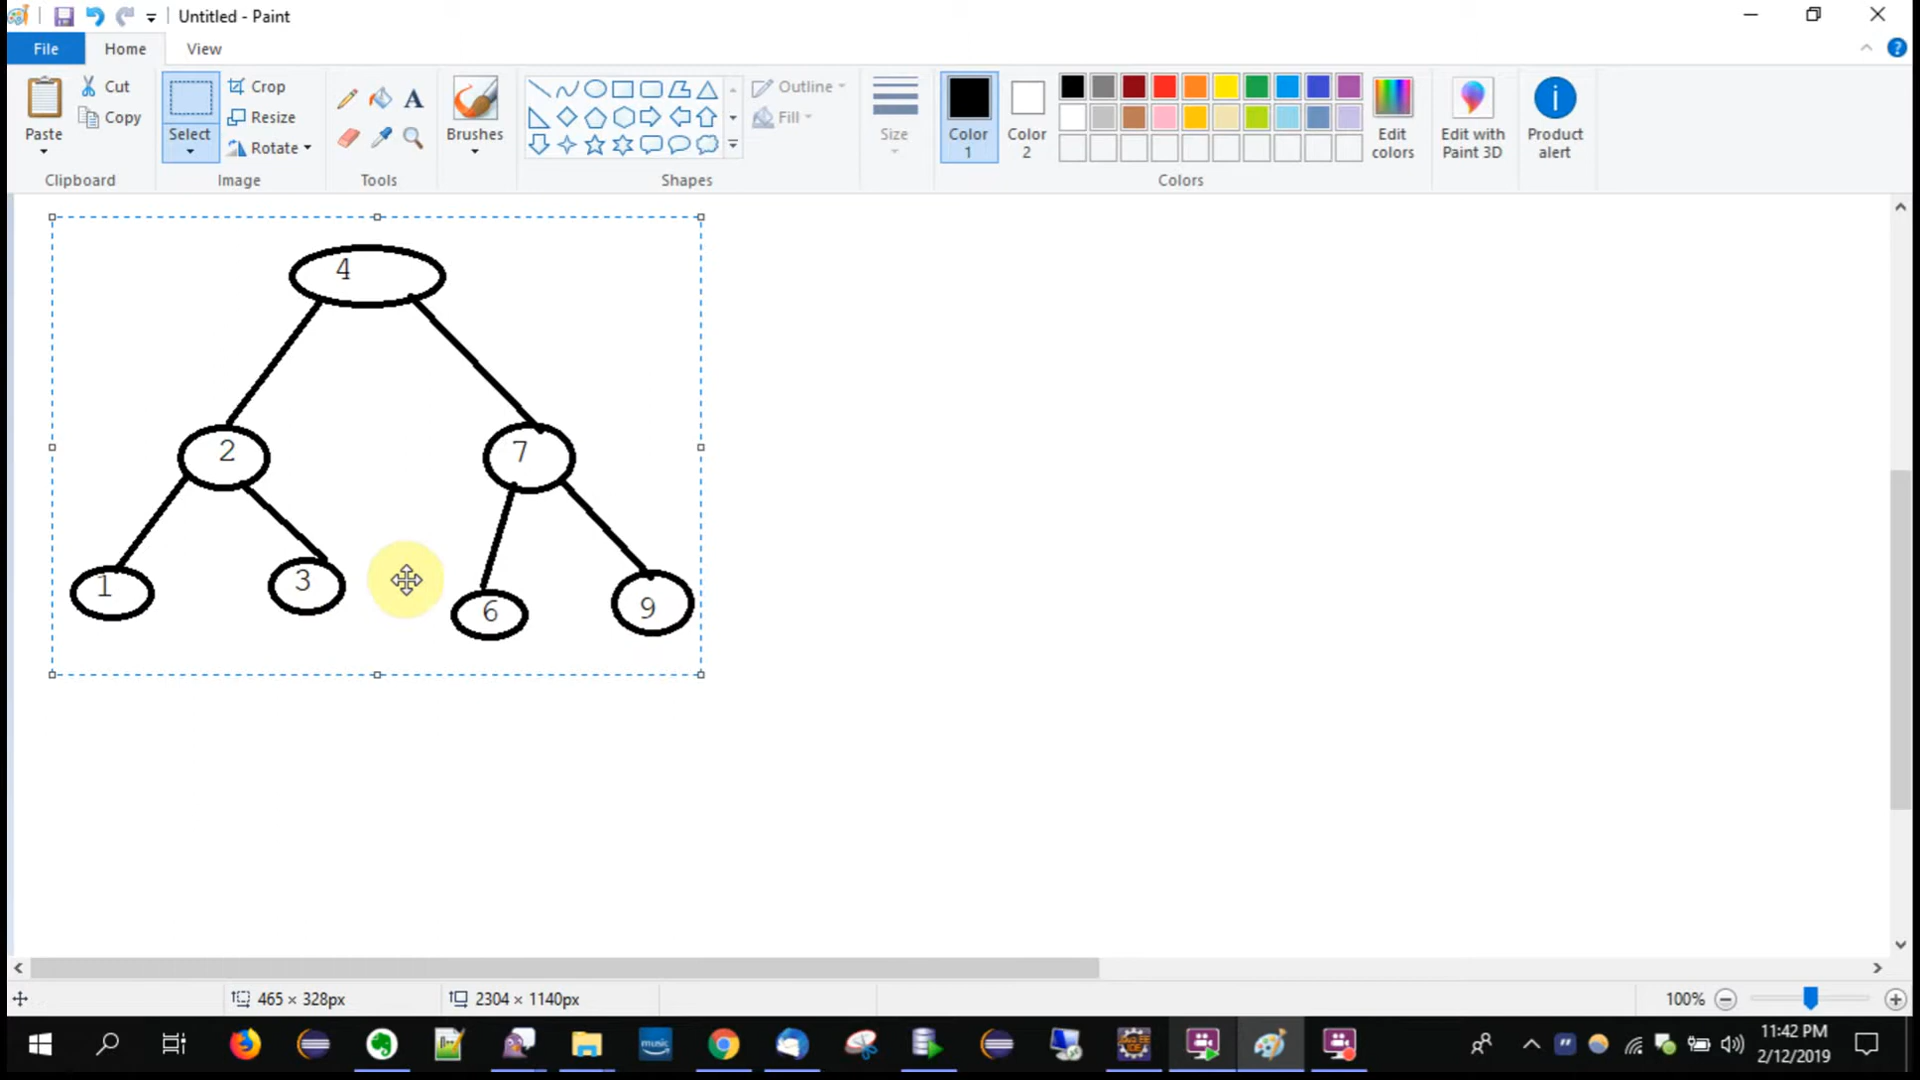 Untitled - Paint
File Home View
Paste
Cut
Copy
Clipboard
Select
Crop
Resize
Rotate
Image
A
Tools
Brushes
Outline
Fill
Shapes
Size
Color 1
Color 2
Edit colors
Colors
Edit with Paint 3D
Product alert
4
2 7
1 3 6 9
465 × 328px 2304 × 1140px 100%
music
11:42 PM
2/12/2019